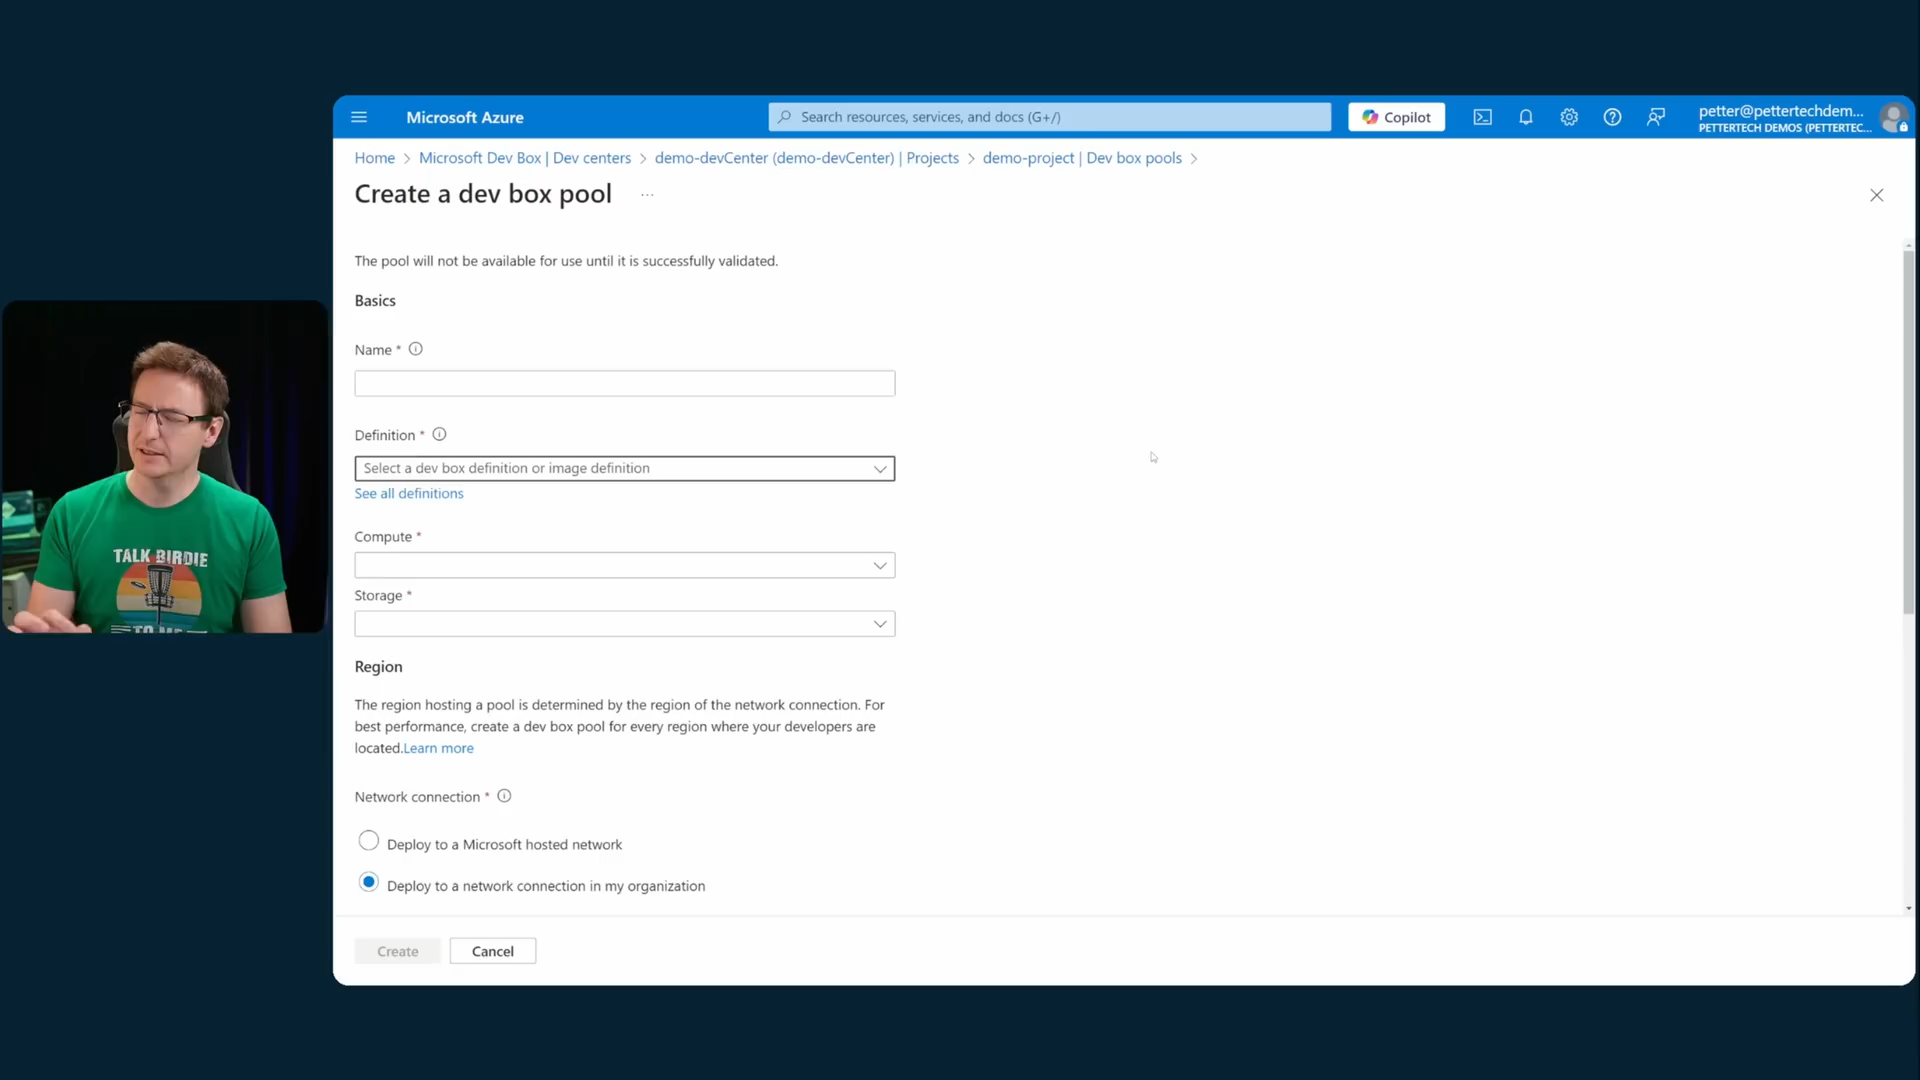 Microsoft Azure
Search resources, services, and docs (G+/)
Copilot
petter@pettertechdem...
PETTERTECH DEMOS (PETTERTEC...
Home > Microsoft Dev Box | Dev centers > demo-devCenter (demo-devCenter) | Projects > demo-project | Dev box pools >
Create a dev box pool ...
The pool will not be available for use until it is successfully validated.
Basics
Name *
Definition *
Select a dev box definition or image definition
See all definitions
Compute *
Storage *
Region
The region hosting a pool is determined by the region of the network connection. For
best performance, create a dev box pool for every region where your developers are
located.Learn more
Network connection *
Deploy to a Microsoft hosted network
Deploy to a network connection in my organization
Create
Cancel
TALK BIRDIE
TO ME